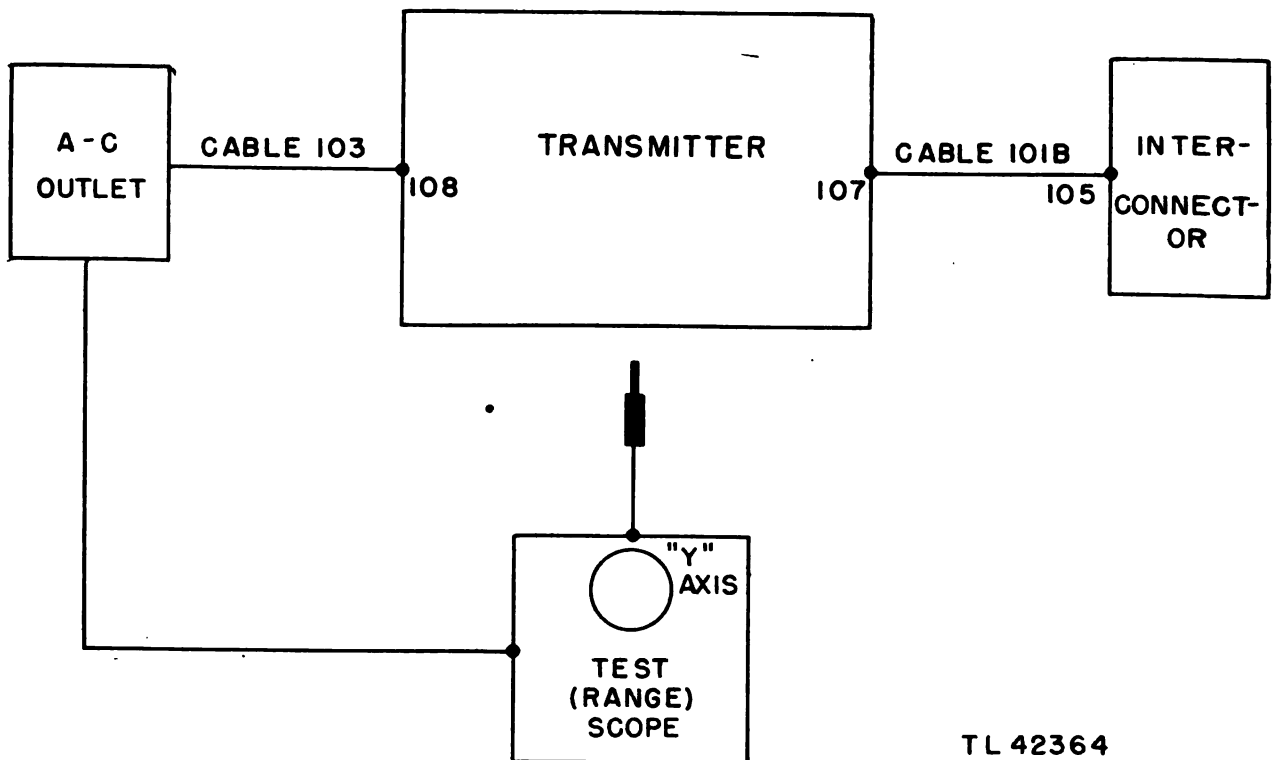 A-C
OUTLET
CABLE 103
108
TRANSMITTER
107
CABLE 101B
105
INTER-
CONNECT-
OR
"Y"
AXIS
TEST
(RANGE)
SCOPE
TL 42364